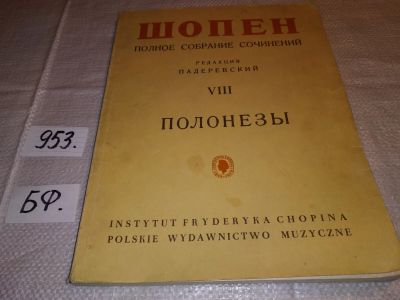 ШОПЕН
ПОЛНОЕ СОБРАНИЕ СОЧИНЕНИЙ
РЕДАКЦИЯ
ПАДЕРЕВСКИЙ
VIII
ПОЛОНЕЗЫ
INSTYTUT FRYDERYKA CHOPINA
POLSKIE WYDAWNICTWO MUZYCZNE
953.
БФ.